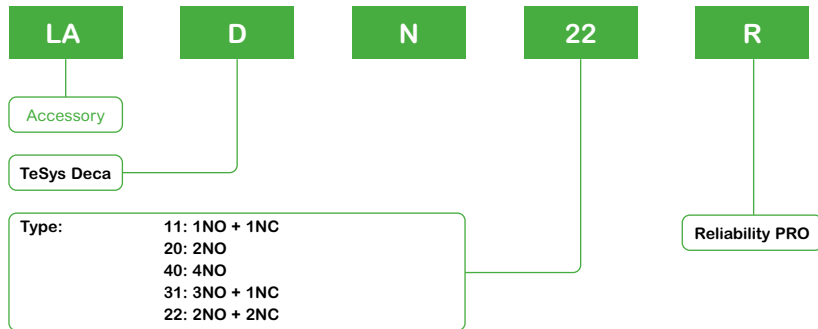 LA D N 22 R
Accessory
TeSys Deca
Type: 11: 1NO + 1NC
20: 2NO
40: 4NO
31: 3NO + 1NC
22: 2NO + 2NC
Reliability PRO